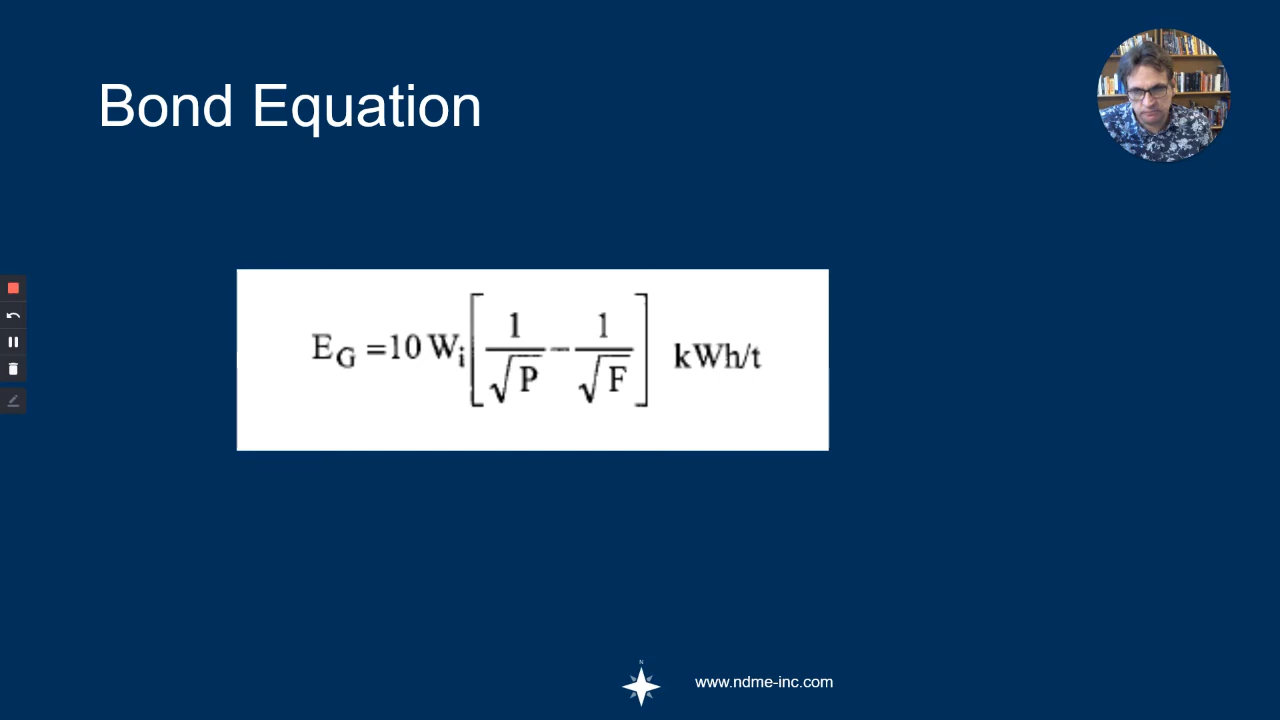 Bond Equation
E_G =10 W_i[1/√P − 1/√F] kWh/t
N
www.ndme-inc.com